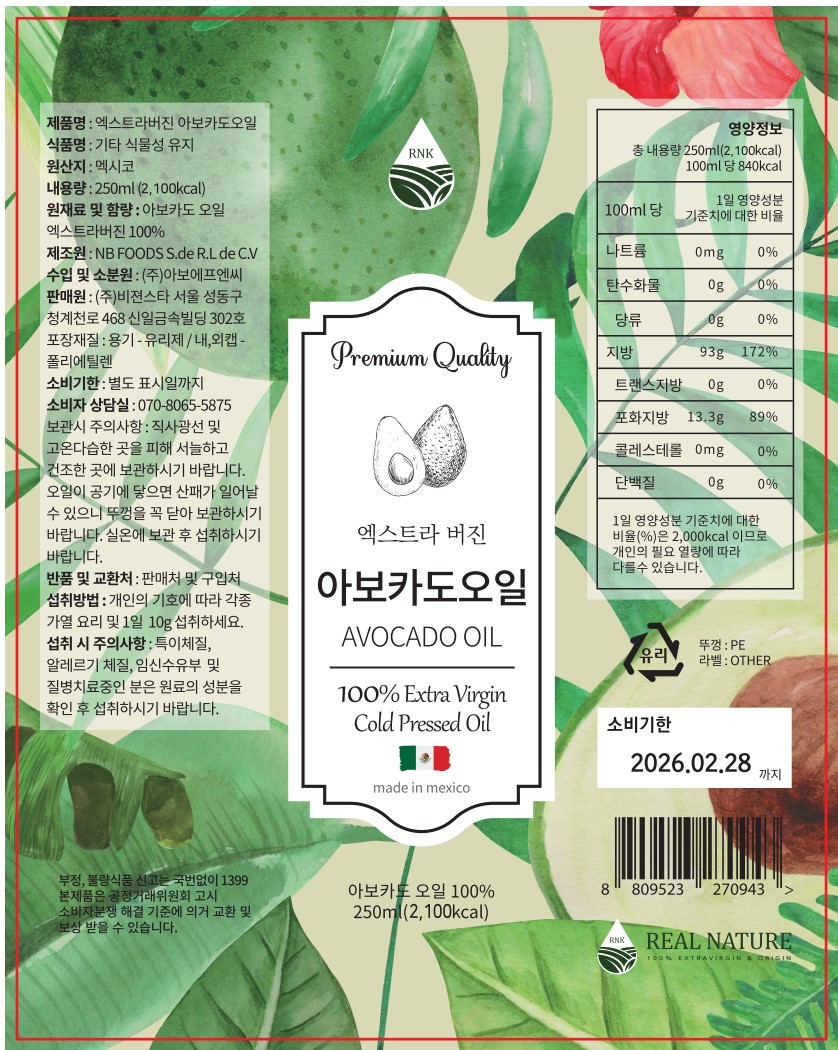 제품명 : 엑스트라버진 아보카도오일
식품명 : 기타 식물성 유지
원산지 : 멕시코
내용량 : 250ml (2,100kcal)
원재료 및 함량 : 아보카도 오일
엑스트라버진 100%
제조원 : NB FOODS S.de R.L de C.V
수입 및 소분원 : (주)아보에프엔씨
판매원 : (주)비젼스타 서울 성동구
청계천로 468 신일금속빌딩 302호
포장재질 : 용기 - 유리제 / 내,외캡 -
폴리에틸렌
소비기한 : 별도 표시일까지
소비자 상담실 : 070-8065-5875
보관시 주의사항 : 직사광선 및
고온다습한 곳을 피해 서늘하고
건조한 곳에 보관하시기 바랍니다.
오일이 공기에 닿으면 산패가 일어날
수 있으니 뚜껑을 꼭 닫아 보관하시기
바랍니다. 실온에 보관 후 섭취하시기
바랍니다.
반품 및 교환처 : 판매처 및 구입처
섭취방법 : 개인의 기호에 따라 각종
가열 요리 및 1일 10g 섭취하세요.
섭취 시 주의사항 : 특이체질,
알레르기 체질, 임신수유부 및
질병치료중인 분은 원료의 성분을
확인 후 섭취하시기 바랍니다.
부정, 불량식품 신고는 국번없이 1399
본제품은 공정거래위원회 고시
소비자분쟁 해결 기준에 의거 교환 및
보상 받을 수 있습니다.
RNK
Premium Quality
엑스트라 버진
아보카도오일
AVOCADO OIL
100% Extra Virgin
Cold Pressed Oil
made in mexico
아보카도 오일 100%
250ml(2,100kcal)
영양정보
총 내용량 250ml(2,100kcal)
100ml 당 840kcal
100ml 당 1일 영양성분
기준치에 대한 비율
나트륨 0mg 0%
탄수화물 0g 0%
당류 0g 0%
지방 93g 172%
트랜스지방 0g 0%
포화지방 13.3g 89%
콜레스테롤 0mg 0%
단백질 0g 0%
1일 영양성분 기준치에 대한
비율(%)은 2,000kcal 이므로
개인의 필요 열량에 따라
다를수 있습니다.
유리
뚜껑 : PE
라벨 : OTHER
소비기한
2026.02.28 까지
8 809523 270943 >
RNK
REAL NATURE
100% EXTRAVIRGIN & ORIGIN